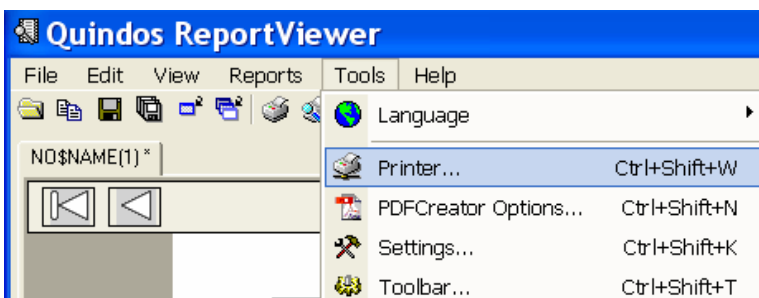 Quindos ReportViewer
File Edit View Reports Tools Help
Language
NO$NAME(1)*
Printer... Ctrl+Shift+W
PDFCreator Options... Ctrl+Shift+N
Settings... Ctrl+Shift+K
Toolbar... Ctrl+Shift+T